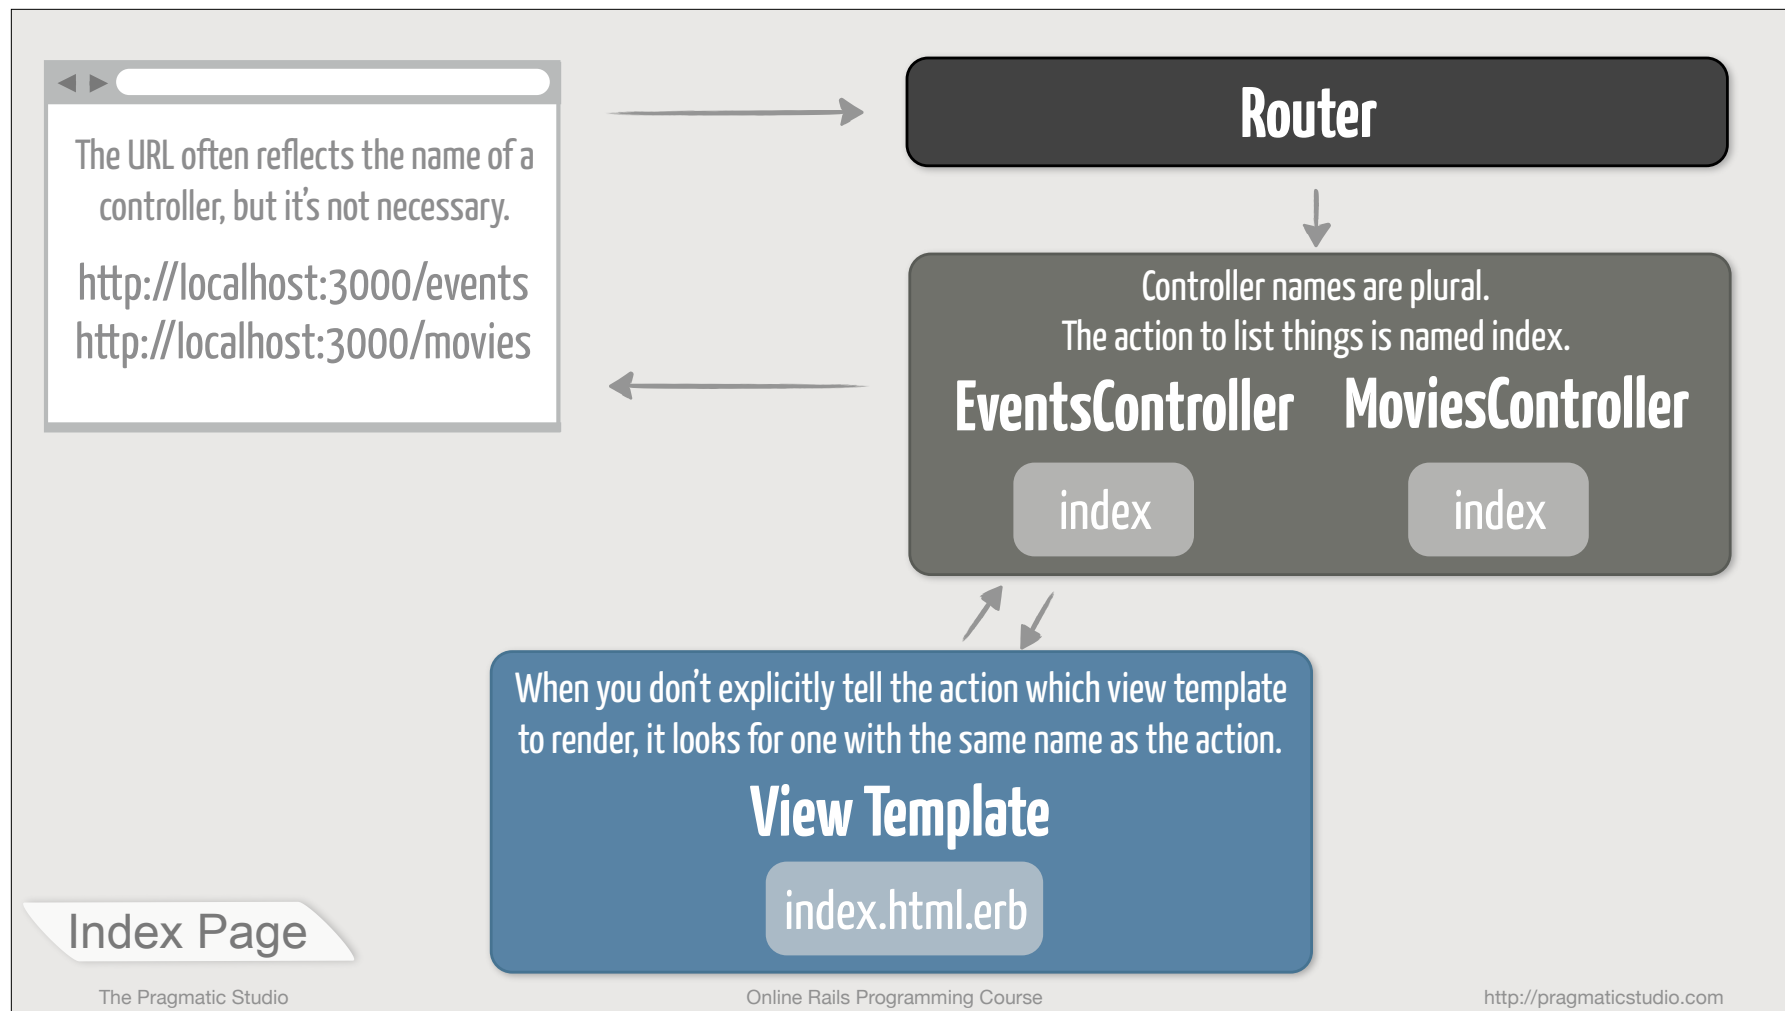 The URL often reflects the name of a
controller, but it’s not necessary.
http://localhost:3000/events
http://localhost:3000/movies
Router
Controller names are plural.
The action to list things is named index.
EventsController MoviesController
index index
When you don’t explicitly tell the action which view template
to render, it looks for one with the same name as the action.
View Template
index.html.erb
Index Page
The Pragmatic Studio
Online Rails Programming Course
http://pragmaticstudio.com